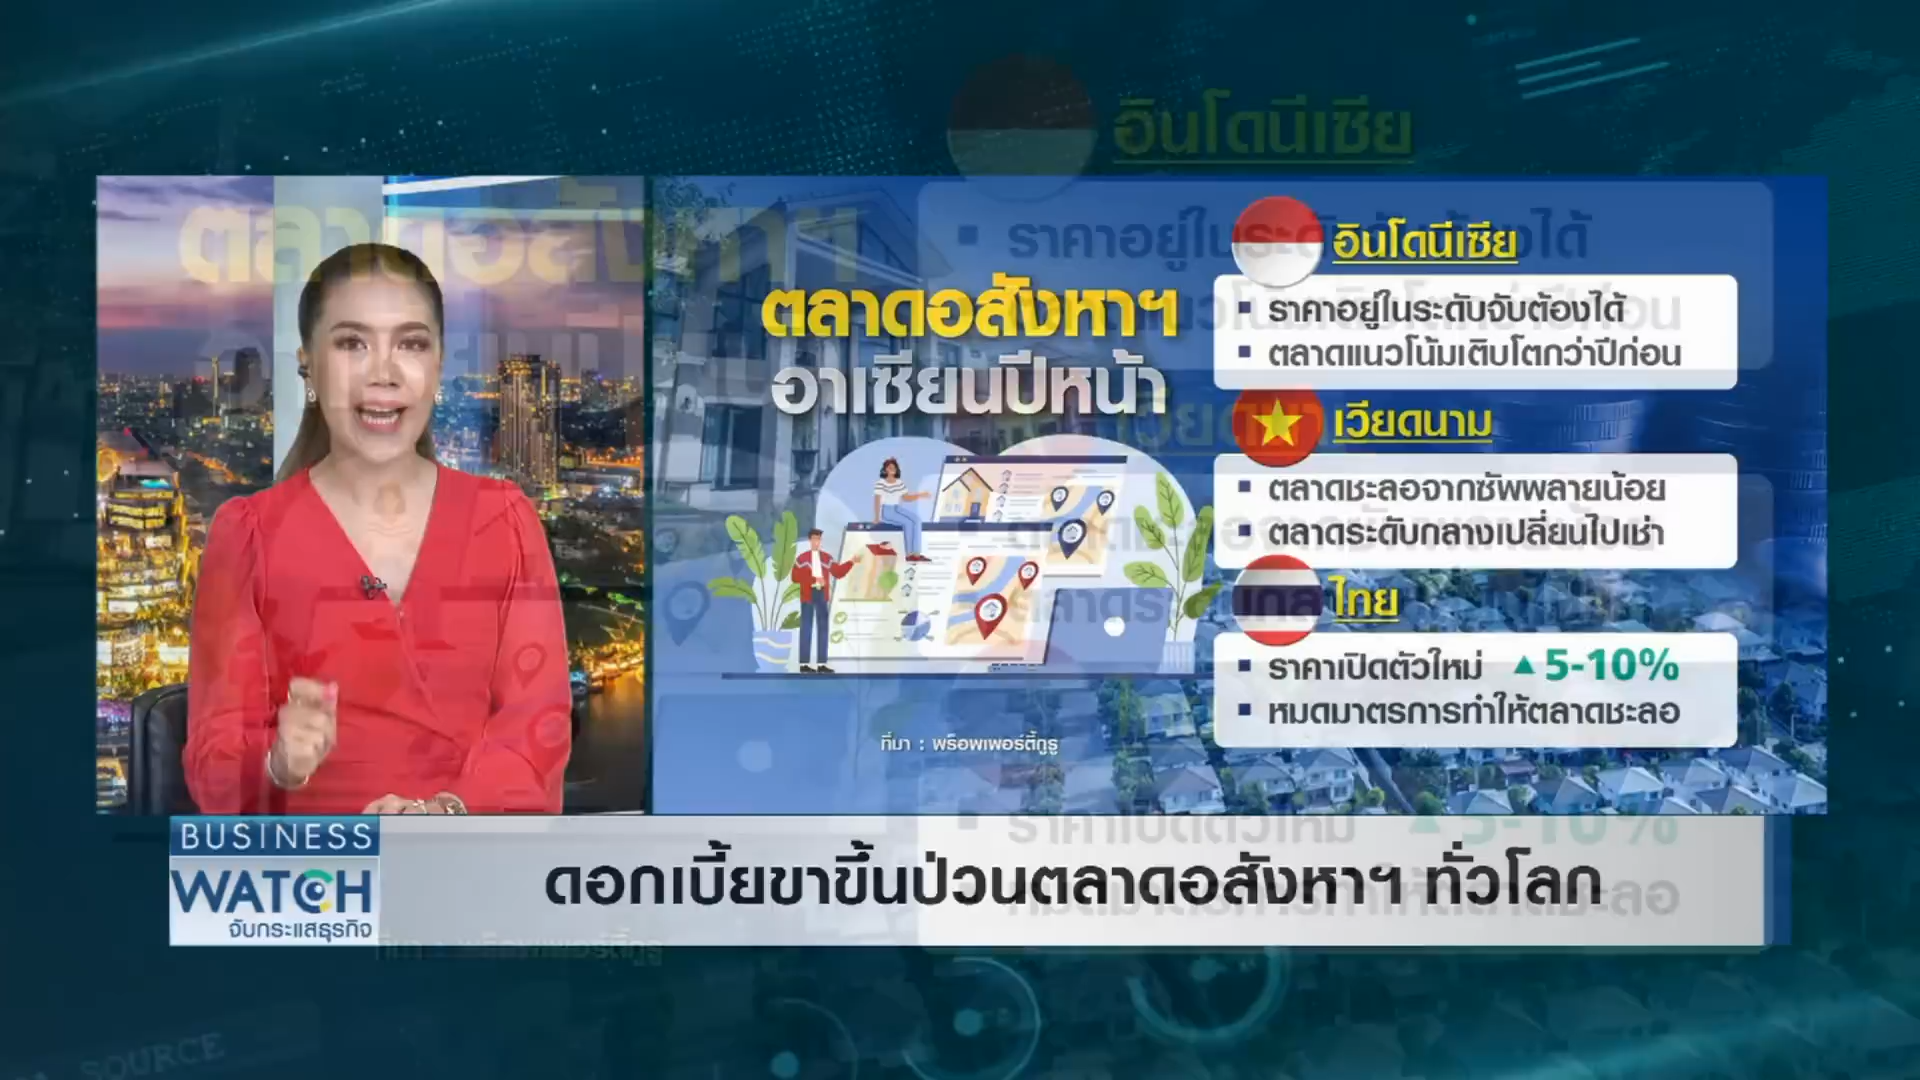 ตลาดอสังหาฯ
อาเซียนปีหน้า
ที่มา : พร็อพเพอร์ตี้กูรู
อินโดนีเซีย
▪ ราคาอยู่ในระดับจับต้องได้
▪ ตลาดแนวโน้มเติบโตกว่าปีก่อน
เวียดนาม
▪ ตลาดชะลอจากซัพพลายน้อย
▪ ตลาดระดับกลางเปลี่ยนไปเช่า
ไทย
▪ ราคาเปิดตัวใหม่ ▲5-10%
▪ หมดมาตรการทำให้ตลาดชะลอ
BUSINESS
WATCH
จับกระแสธุรกิจ
ดอกเบี้ยขาขึ้นป่วนตลาดอสังหาฯ ทั่วโลก
SOURCE